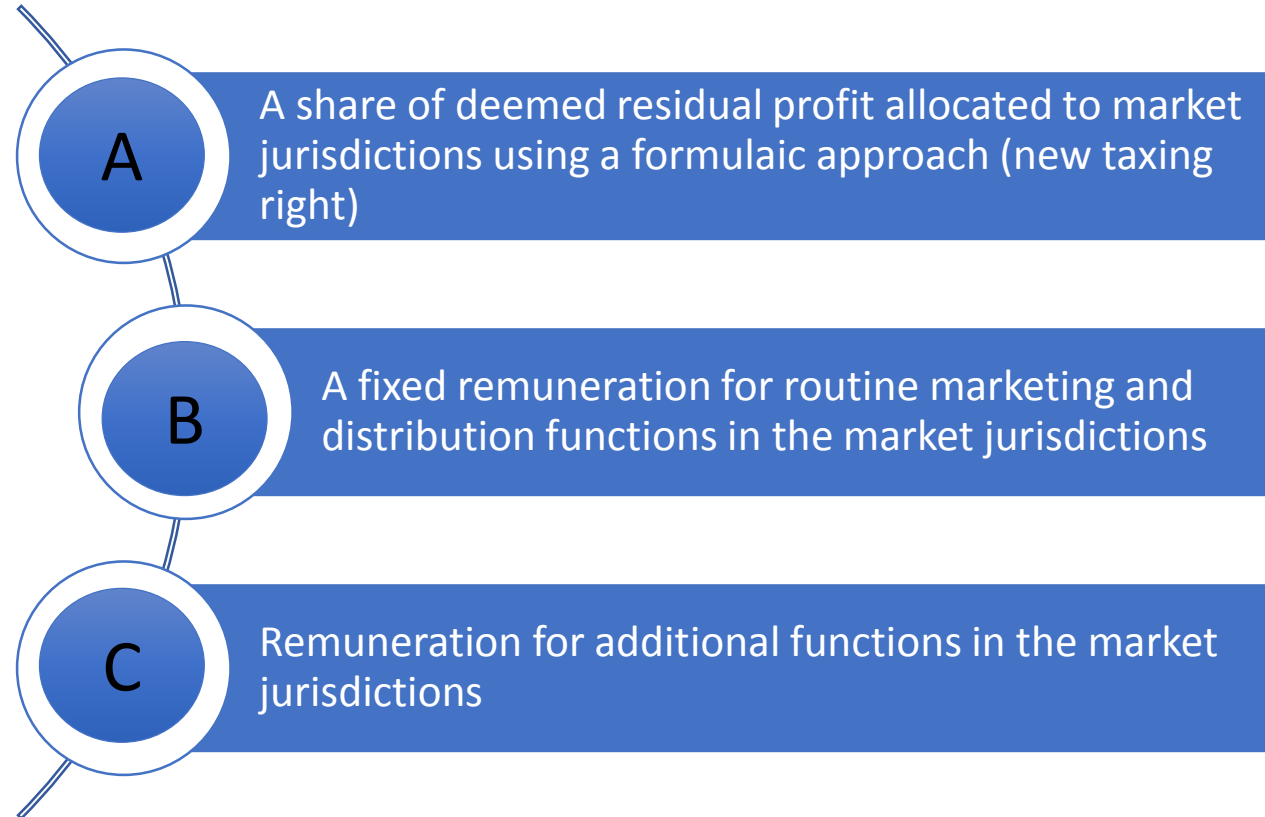 A
A share of deemed residual profit allocated to market
jurisdictions using a formulaic approach (new taxing
right)
B
A fixed remuneration for routine marketing and
distribution functions in the market jurisdictions
C
Remuneration for additional functions in the market
jurisdictions